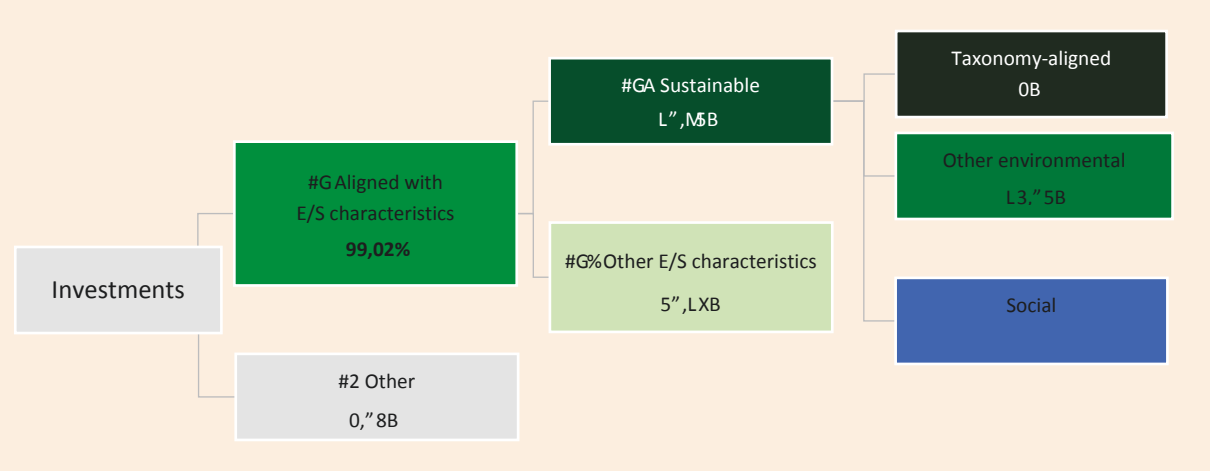 Investments
#G Aligned with
E/S characteristics
99,02%
#2 Other
0,”8B
#GA Sustainable
L”,M5B
#G%Other E/S characteristics
5”,LXB
Taxonomy-aligned
0B
Other environmental
L3,”5B
Social